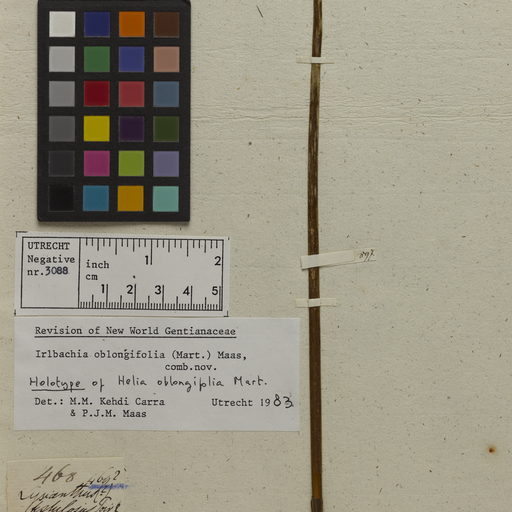 UTRECHT
Negative
nr. 3088
inch 1 2
cm 1 2 3 4 5
Revision of New World Gentianaceae
Irlbachia oblongifolia (Mart.) Maas,
comb.nov.
Holotype of Helia oblongifolia Mart.
Det.: M.M. Kehdi Carra Utrecht 1983
& P.J.M. Maas
468